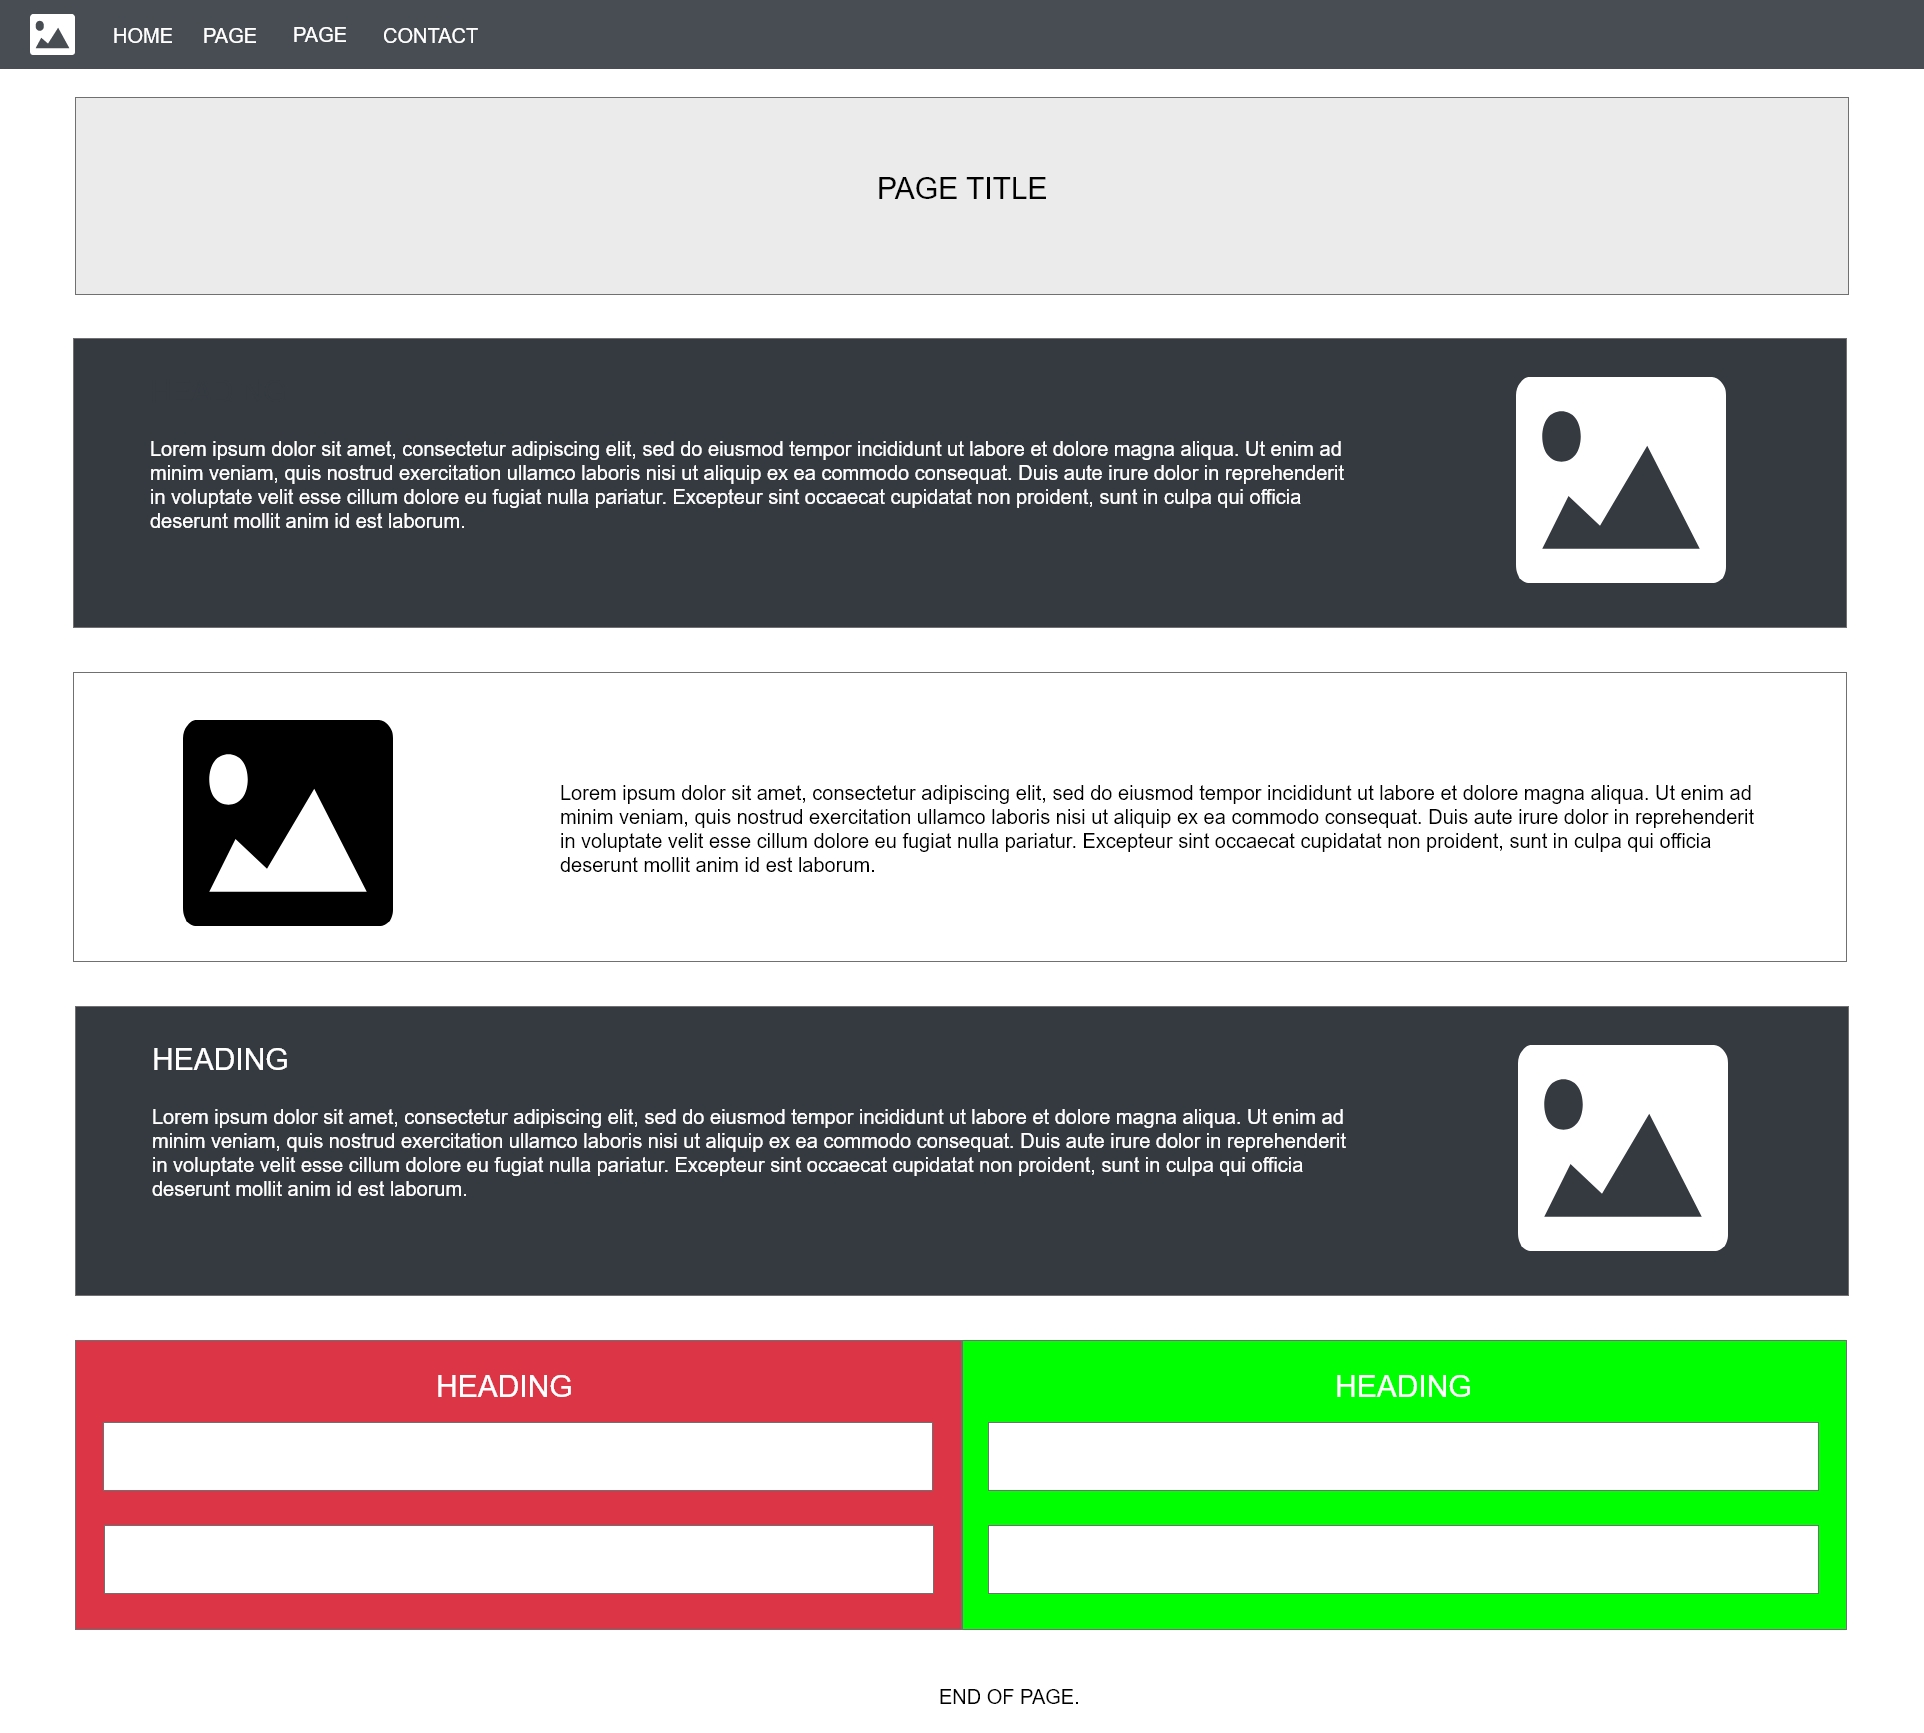 HOME PAGE PAGE CONTACT
PAGE TITLE
Lorem ipsum dolor sit amet, consectetur adipiscing elit, sed do eiusmod tempor incididunt ut labore et dolore magna aliqua. Ut enim ad
minim veniam, quis nostrud exercitation ullamco laboris nisi ut aliquip ex ea commodo consequat. Duis aute irure dolor in reprehenderit
in voluptate velit esse cillum dolore eu fugiat nulla pariatur. Excepteur sint occaecat cupidatat non proident, sunt in culpa qui officia
deserunt mollit anim id est laborum.
Lorem ipsum dolor sit amet, consectetur adipiscing elit, sed do eiusmod tempor incididunt ut labore et dolore magna aliqua. Ut enim ad
minim veniam, quis nostrud exercitation ullamco laboris nisi ut aliquip ex ea commodo consequat. Duis aute irure dolor in reprehenderit
in voluptate velit esse cillum dolore eu fugiat nulla pariatur. Excepteur sint occaecat cupidatat non proident, sunt in culpa qui officia
deserunt mollit anim id est laborum.
HEADING
Lorem ipsum dolor sit amet, consectetur adipiscing elit, sed do eiusmod tempor incididunt ut labore et dolore magna aliqua. Ut enim ad
minim veniam, quis nostrud exercitation ullamco laboris nisi ut aliquip ex ea commodo consequat. Duis aute irure dolor in reprehenderit
in voluptate velit esse cillum dolore eu fugiat nulla pariatur. Excepteur sint occaecat cupidatat non proident, sunt in culpa qui officia
deserunt mollit anim id est laborum.
HEADING
HEADING
END OF PAGE.